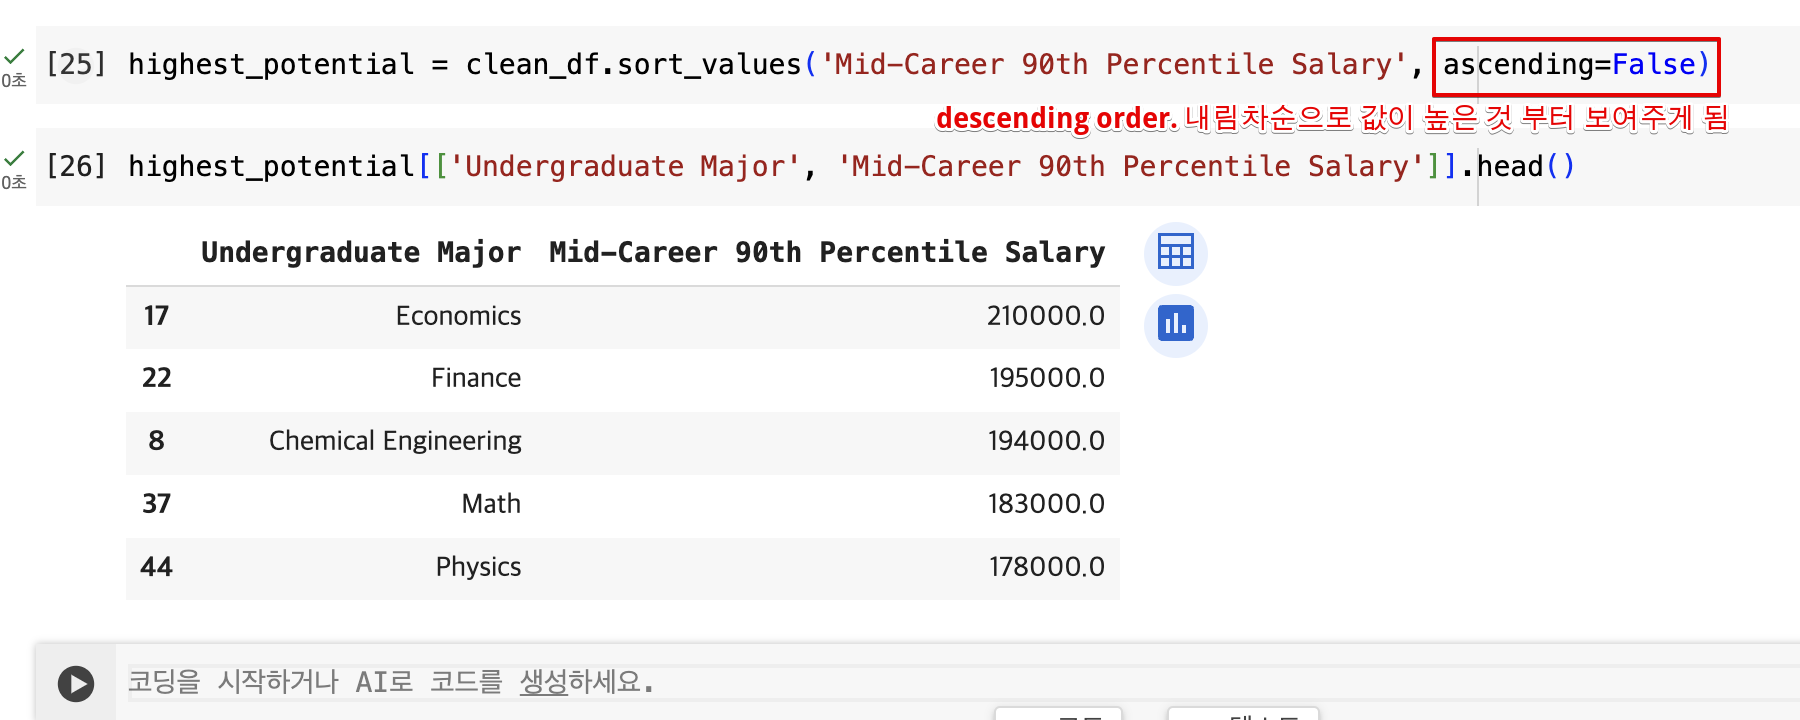 [25] highest_potential = clean_df.sort_values('Mid-Career 90th Percentile Salary', ascending=False)
0초
descending order. 내림차순으로 값이 높은 것 부터 보여주게 됨
[26] highest_potential[['Undergraduate Major', 'Mid-Career 90th Percentile Salary']].head()
0초
Undergraduate Major Mid-Career 90th Percentile Salary
17 Economics 210000.0
22 Finance 195000.0
8 Chemical Engineering 194000.0
37 Math 183000.0
44 Physics 178000.0
코딩을 시작하거나 AI로 코드를 생성하세요.